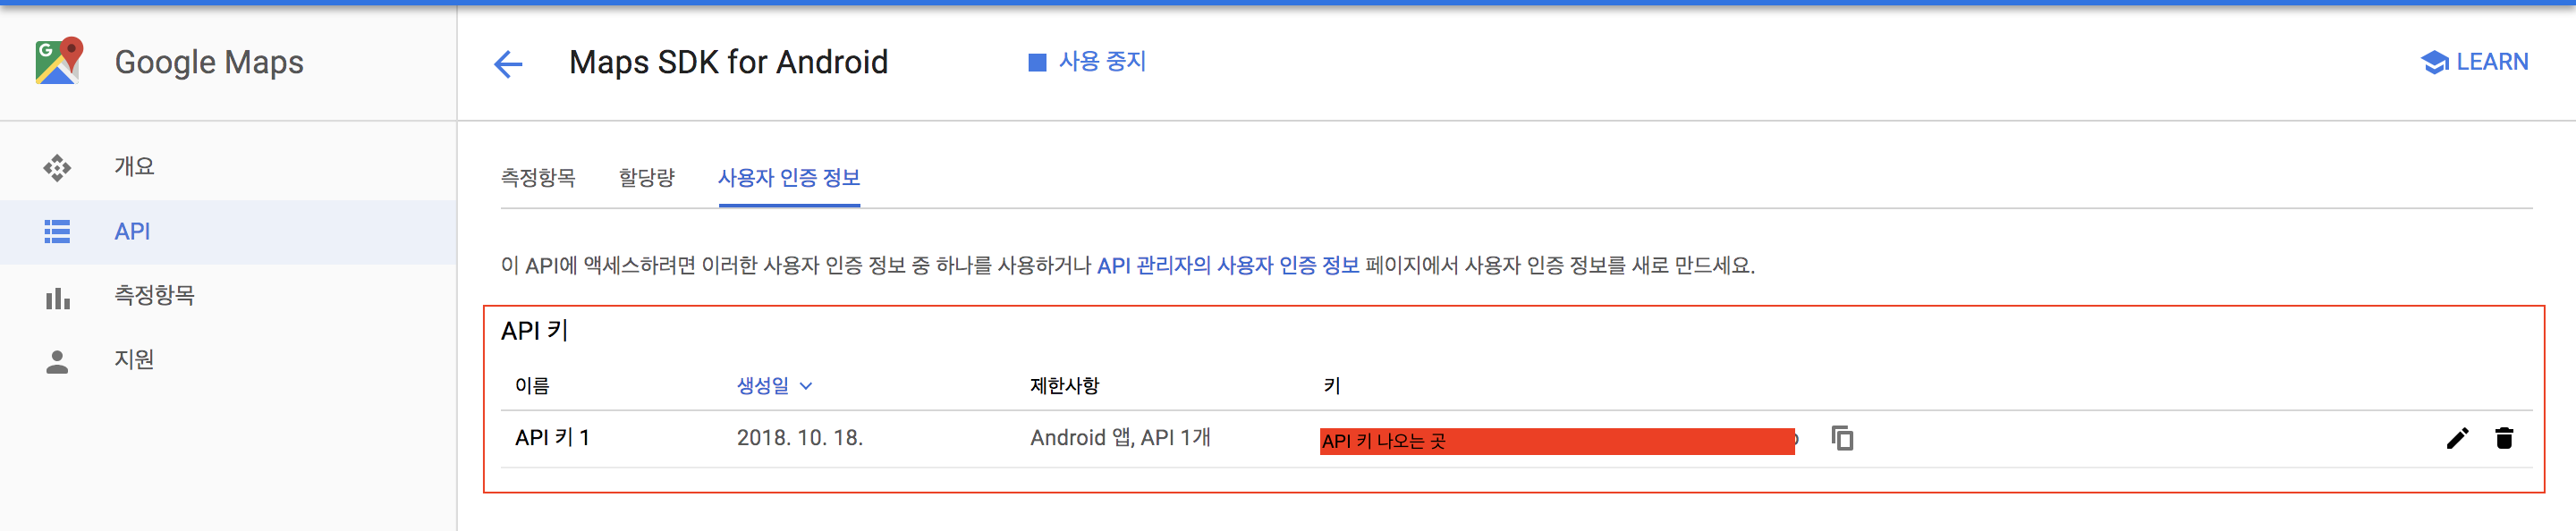 Google Maps
Maps SDK for Android
사용 중지
LEARN
개요
API
측정항목
지원
측정항목 할당량 사용자 인증 정보
이 API에 액세스하려면 이러한 사용자 인증 정보 중 하나를 사용하거나 API 관리자의 사용자 인증 정보 페이지에서 사용자 인증 정보를 새로 만드세요.
API 키
이름 생성일 제한사항 키
API 키 1 2018. 10. 18. Android 앱, API 1개 API 키 나오는 곳